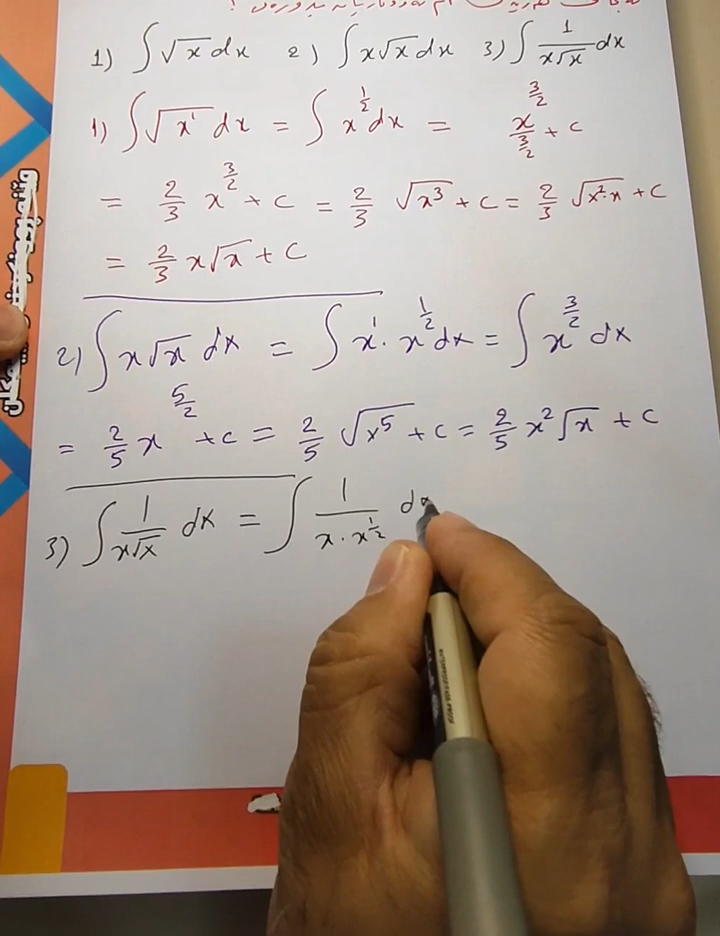 1) ∫√x dx 2) ∫x√x dx 3) ∫1/(x√x) dx
1) ∫√x¹ dx = ∫x^(1/2) dx = x^(3/2)/(3/2) + c
= 2/3 x^(3/2) + c = 2/3 √x³ + c = 2/3 √x²·x + c
= 2/3 x√x + c
2) ∫x√x dx = ∫x¹·x^(1/2) dx = ∫x^(3/2) dx
= 2/5 x^(5/2) + c = 2/5 √x⁵ + c = 2/5 x²√x + c
3) ∫1/(x√x) dx = ∫1/(x·x^(1/2)) dx